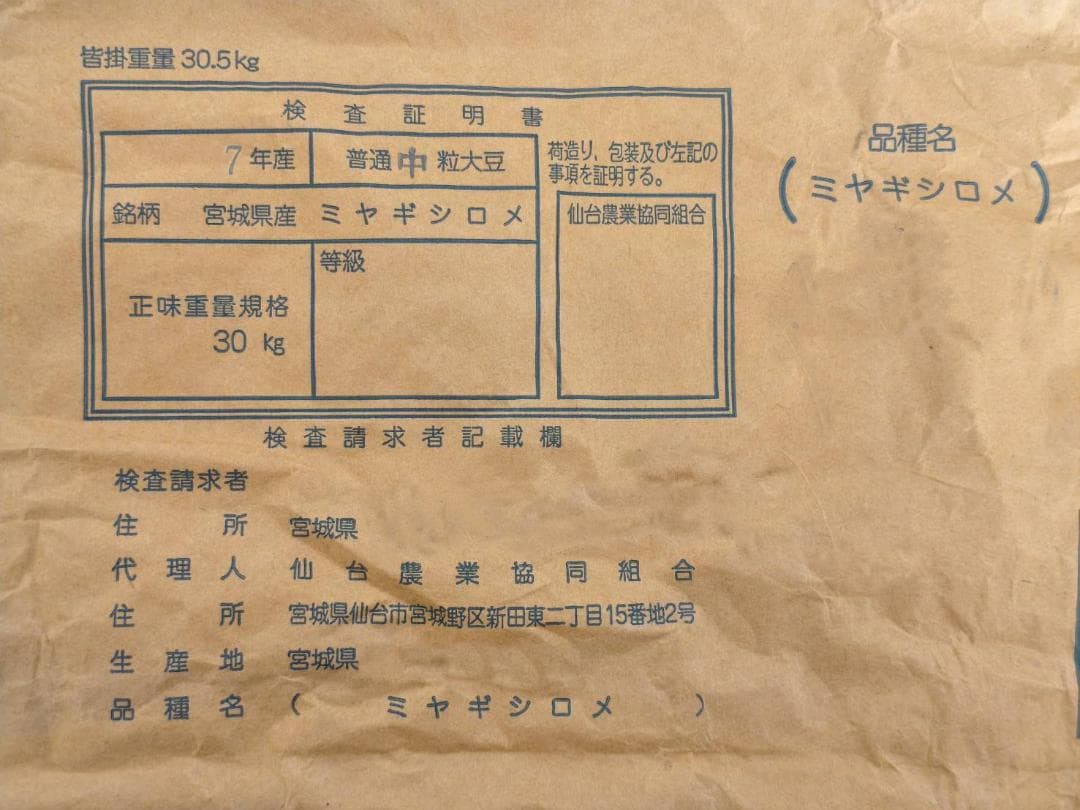 皆掛重量 30.5kg
検査証明書
7年産 普通中粒大豆
荷造り、包装及び左記の
事項を証明する。
銘柄 宮城県産 ミヤギシロメ
仙台農業協同組合
正味重量規格
30 kg
等級
品種名
(ミヤギシロメ)
検査請求者記載欄
検査請求者
住所 宮城県
代理人 仙台農業協同組合
住所 宮城県仙台市宮城野区新田東二丁目15番地2号
生産地 宮城県
品種名 (ミヤギシロメ)